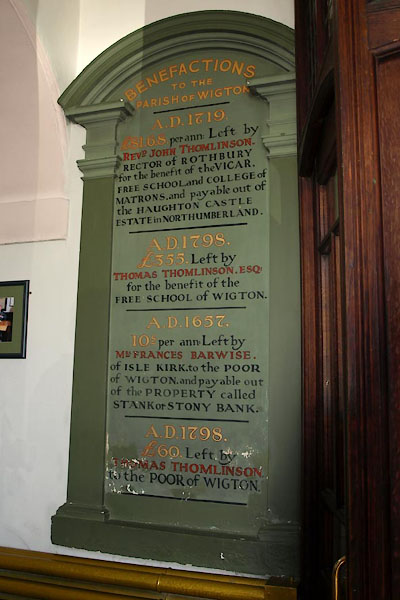 BENEFACTIONS
TO THE
PARISH OF WIGTON.
A.D. 1719.
£168. per ann: Left by
REVD JOHN THOMLINSON.
RECTOR OF ROTHBURY
for the benefit of the VICAR,
FREE SCHOOL, and COLLEGE of
MATRONS, and payable out of
the HAUGHTON CASTLE
ESTATE in NORTHUMBERLAND.
A.D. 1798.
£355. Left by
THOMAS THOMLINSON. ESQR
for the benefit of the
FREE SCHOOL OF WIGTON.
A.D. 1657.
10s per ann: Left by
MR FRANCES BARWISE.
of ISLE KIRK, to the POOR
of WIGTON, and payable out
of the PROPERTY called
STANK or STONY BANK.
A.D. 1798.
£60. Left by
THOMAS THOMLINSON.
to the POOR of WIGTON.